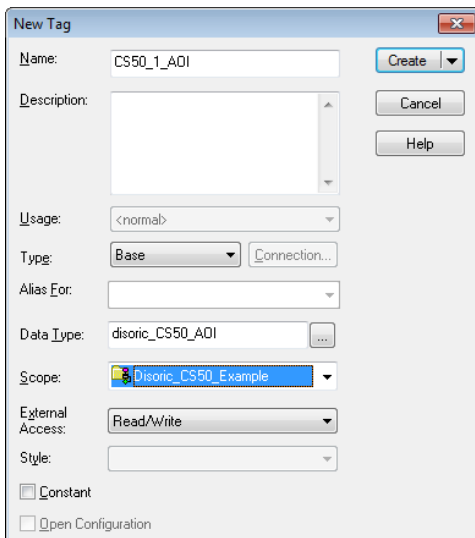 New Tag
Name: CS50_1_AOI Create
Description: Cancel
Help
Usage: <normal>
Type: Base Connection...
Alias For:
Data Type: disoric_CS50_AOI ...
Scope: Disoric_CS50_Example
External
Access: Read/Write
Style:
Constant
Open Configuration